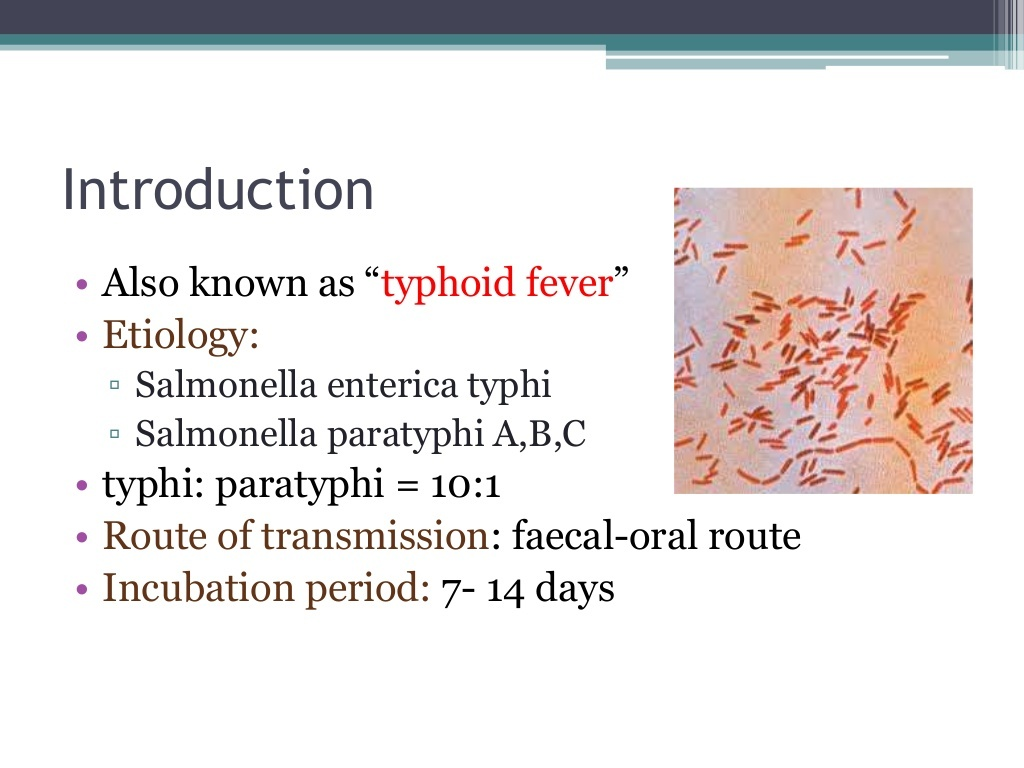 Introduction
• Also known as “typhoid fever”
• Etiology:
▫ Salmonella enterica typhi
▫ Salmonella paratyphi A,B,C
• typhi: paratyphi = 10:1
• Route of transmission: faecal-oral route
• Incubation period: 7- 14 days